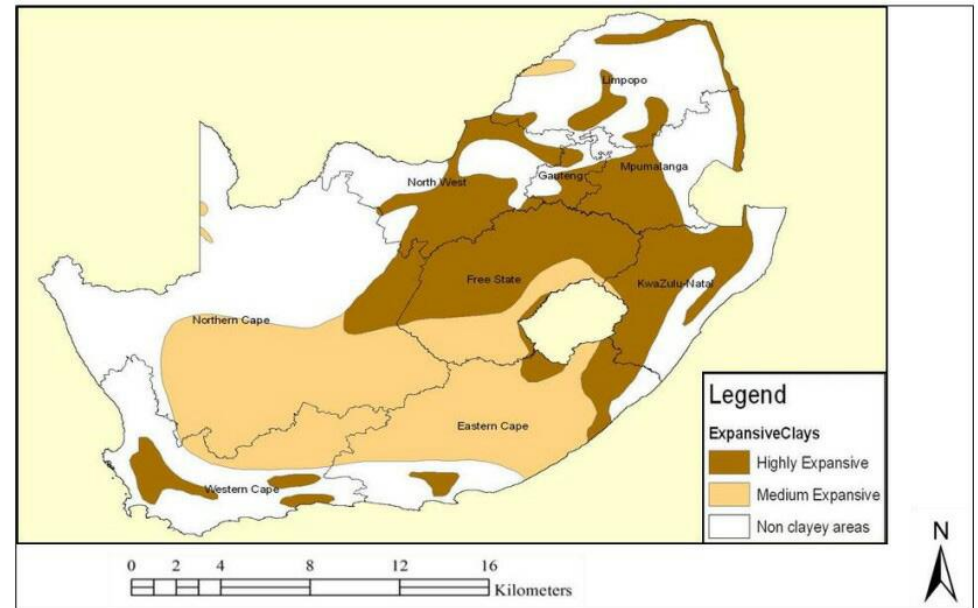 Limpopo
Mpumalanga
Gauteng
North West
Free State
KwaZulu-Natal
Northern Cape
Eastern Cape
Western Cape
Legend
ExpansiveClays
Highly Expansive
Medium Expansive
Non clayey areas
0 2 4 8 12 16
Kilometers
N